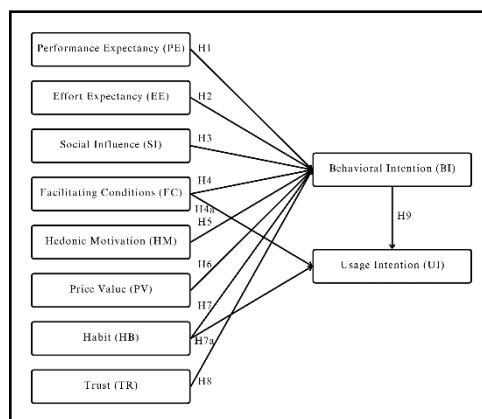 Performance Expectancy (PE)
H1
Effort Expectancy (EE)
H2
Social Influence (SI)
H3
Behavioral Intention (BI)
Facilitating Conditions (FC)
H4
H4a
H5
H9
Hedonic Motivation (HM)
Usage Intention (UI)
H6
Price Value (PV)
H7
Habit (HB)
H7a
Trust (TR)
H8